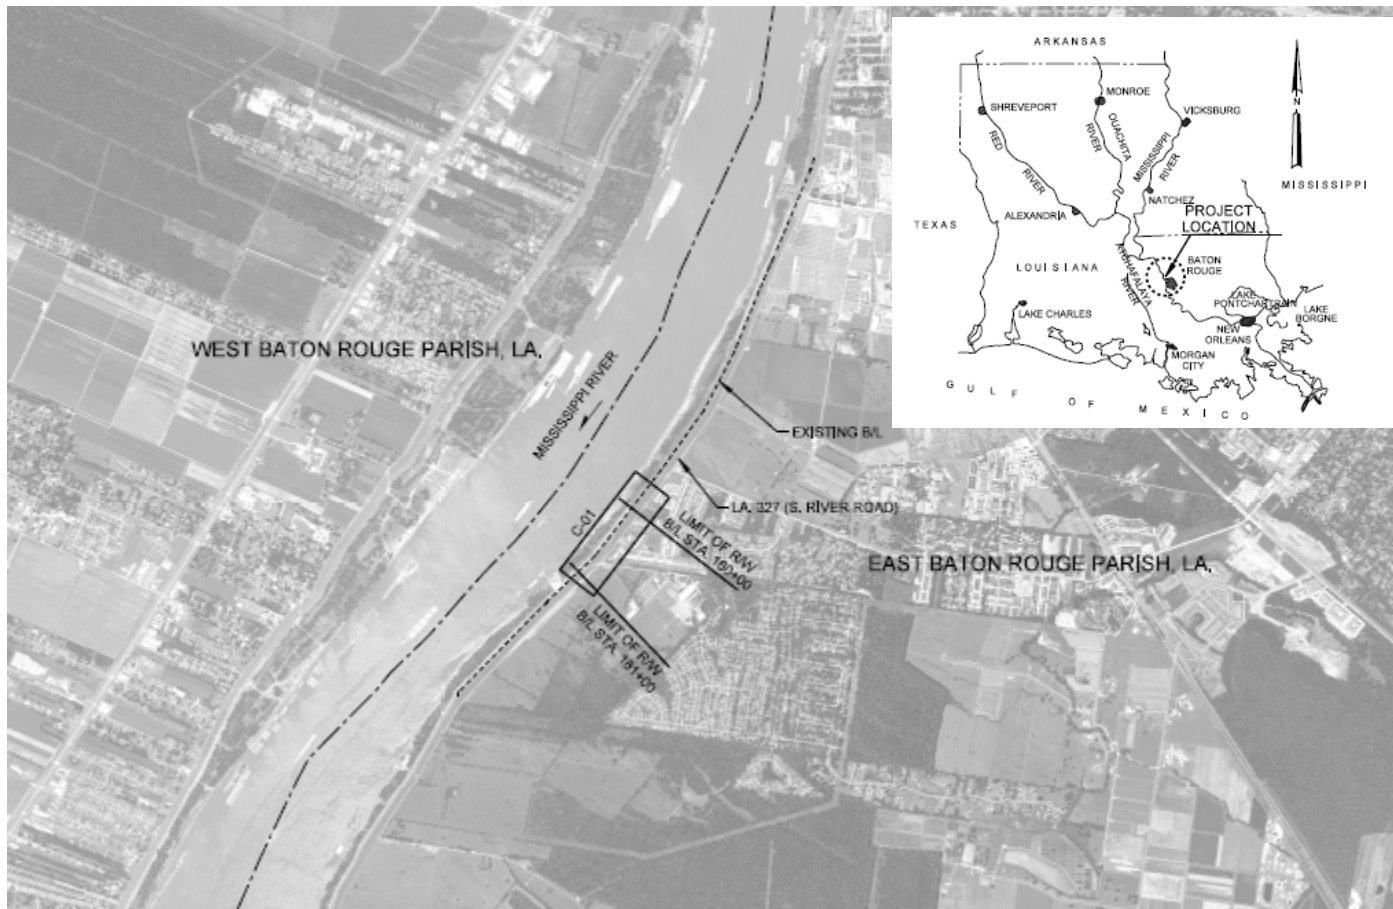 ARKANSAS
SHREVEPORT
MONROE
VICKSBURG
RED
RIVER
OUACHITA
RIVER
MISSISSIPPI
RIVER
N
MISSISSIPPI
NATCHEZ
ALEXANDRIA
PROJECT
LOCATION
TEXAS
LOUISIANA
ATCHAFALAYA
RIVER
BATON
ROUGE
LAKE
PONTCHARTRAIN
LAKE
BORGNE
LAKE CHARLES
NEW
ORLEANS
MORGAN
CITY
GULF OF MEXICO
WEST BATON ROUGE PARISH, LA.
MISSISSIPPI RIVER
EXISTING B/L
LA. 327 (S. RIVER ROAD)
C-01
LIMIT OF R/W
B/L STA. 160+00
EAST BATON ROUGE PARISH, LA.
LIMIT OF R/W
B/L STA. 181+00